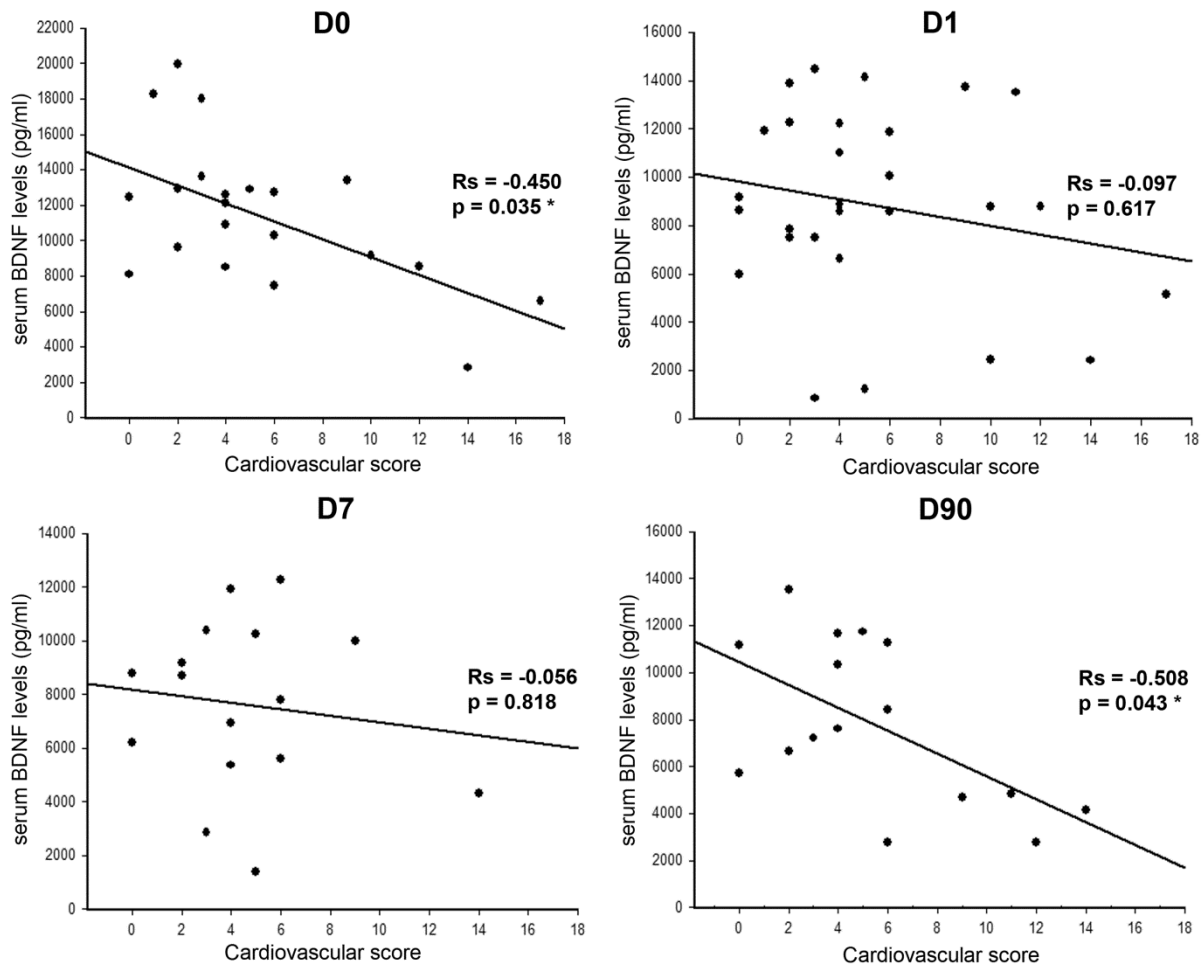 D0
serum BDNF levels (pg/ml)
22000
20000
18000
16000
14000
12000
10000
8000
6000
4000
2000
0
Rs = -0.450
p = 0.035 *
0 2 4 6 8 10 12 14 16 18
Cardiovascular score
D1
serum BDNF levels (pg/ml)
16000
14000
12000
10000
8000
6000
4000
2000
0
Rs = -0.097
p = 0.617
0 2 4 6 8 10 12 14 16 18
Cardiovascular score
D7
serum BDNF levels (pg/ml)
14000
12000
10000
8000
6000
4000
2000
0
Rs = -0.056
p = 0.818
0 2 4 6 8 10 12 14 16 18
Cardiovascular score
D90
serum BDNF levels (pg/ml)
16000
14000
12000
10000
8000
6000
4000
2000
0
Rs = -0.508
p = 0.043 *
0 2 4 6 8 10 12 14 16 18
Cardiovascular score